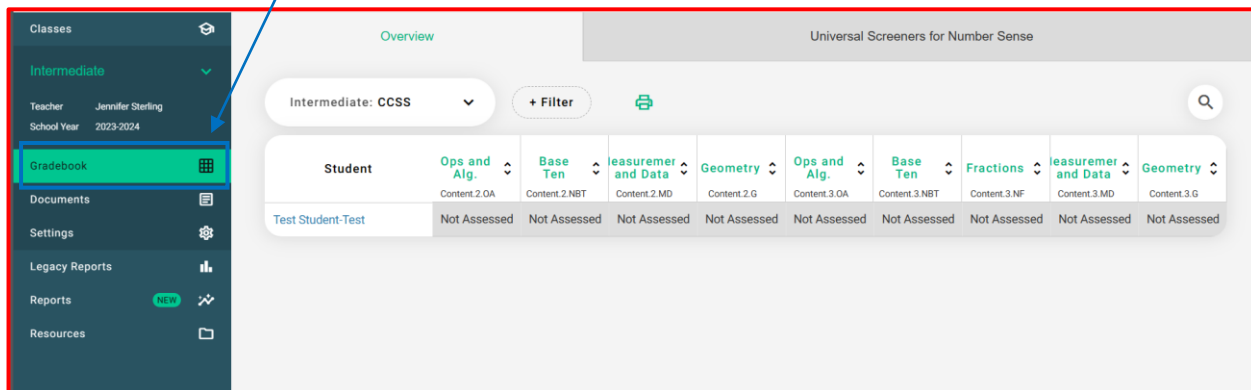 Classes
Intermediate
Teacher Jennifer Sterling
School Year 2023-2024
Gradebook
Documents
Settings
Legacy Reports
Reports NEW
Resources
Overview
Universal Screeners for Number Sense
Intermediate: CCSS
+ Filter
Student
Ops and Alg.
Content.2.OA
Base Ten
Content.2.NBT
easuremer and Data
Content.2.MD
Geometry
Content.2.G
Ops and Alg.
Content.3.OA
Base Ten
Content.3.NBT
Fractions
Content.3.NF
easuremer and Data
Content.3.MD
Geometry
Content.3.G
Test Student-Test Not Assessed Not Assessed Not Assessed Not Assessed Not Assessed Not Assessed Not Assessed Not Assessed Not Assessed